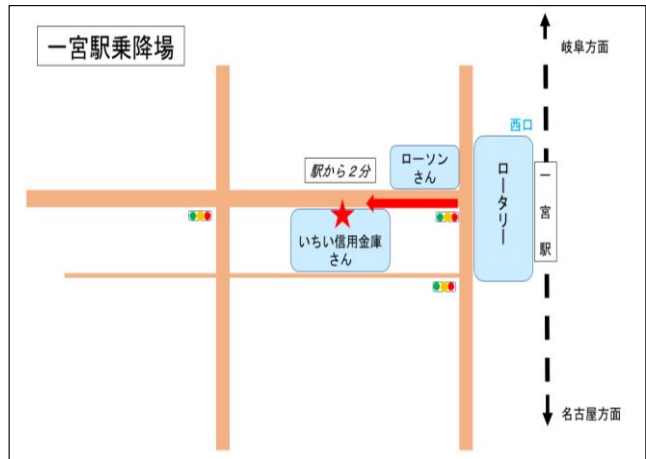 一宮駅乗降場
岐阜方面
西口
ローソン
さん
駅から2分
ロータリー
一宮駅
いちい信用金庫
さん
名古屋方面